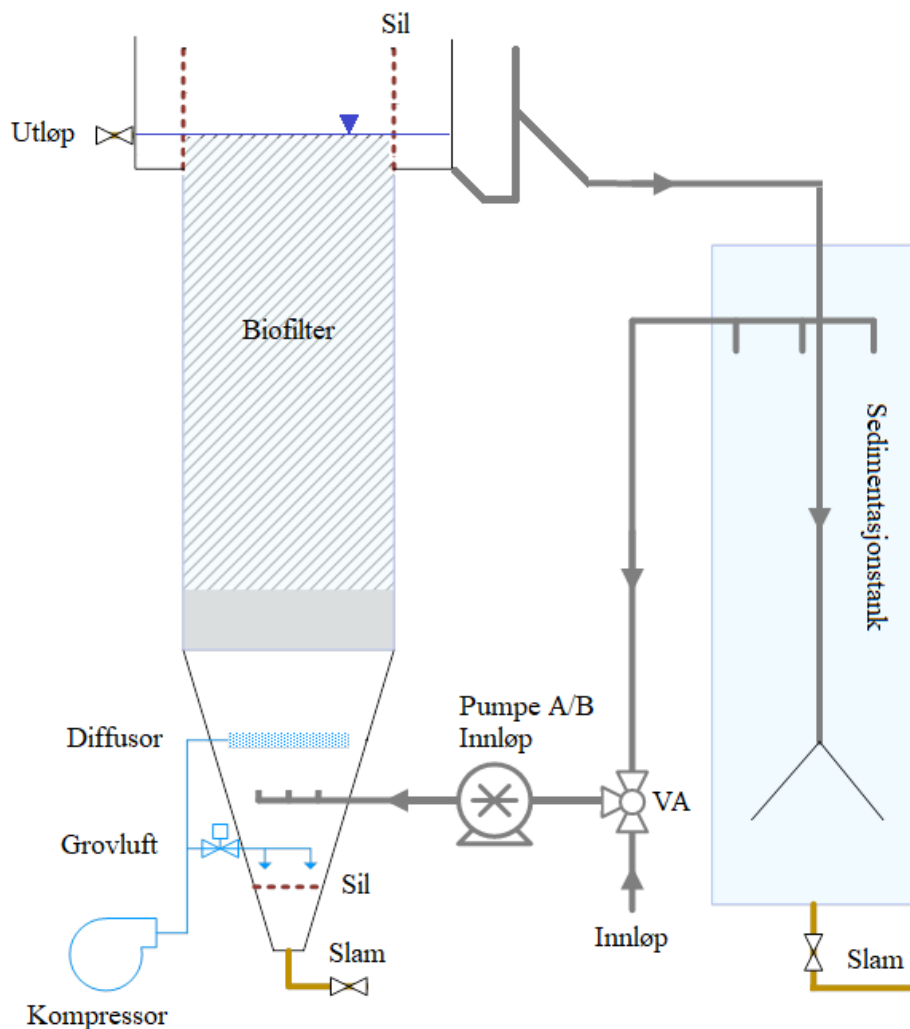 Sil
Utløp
Biofilter
Sedimentasjonstank
Pumpe A/B
Innløp
Diffusor
VA
Grovluft
Sil
Innløp
Slam
Slam
Kompressor